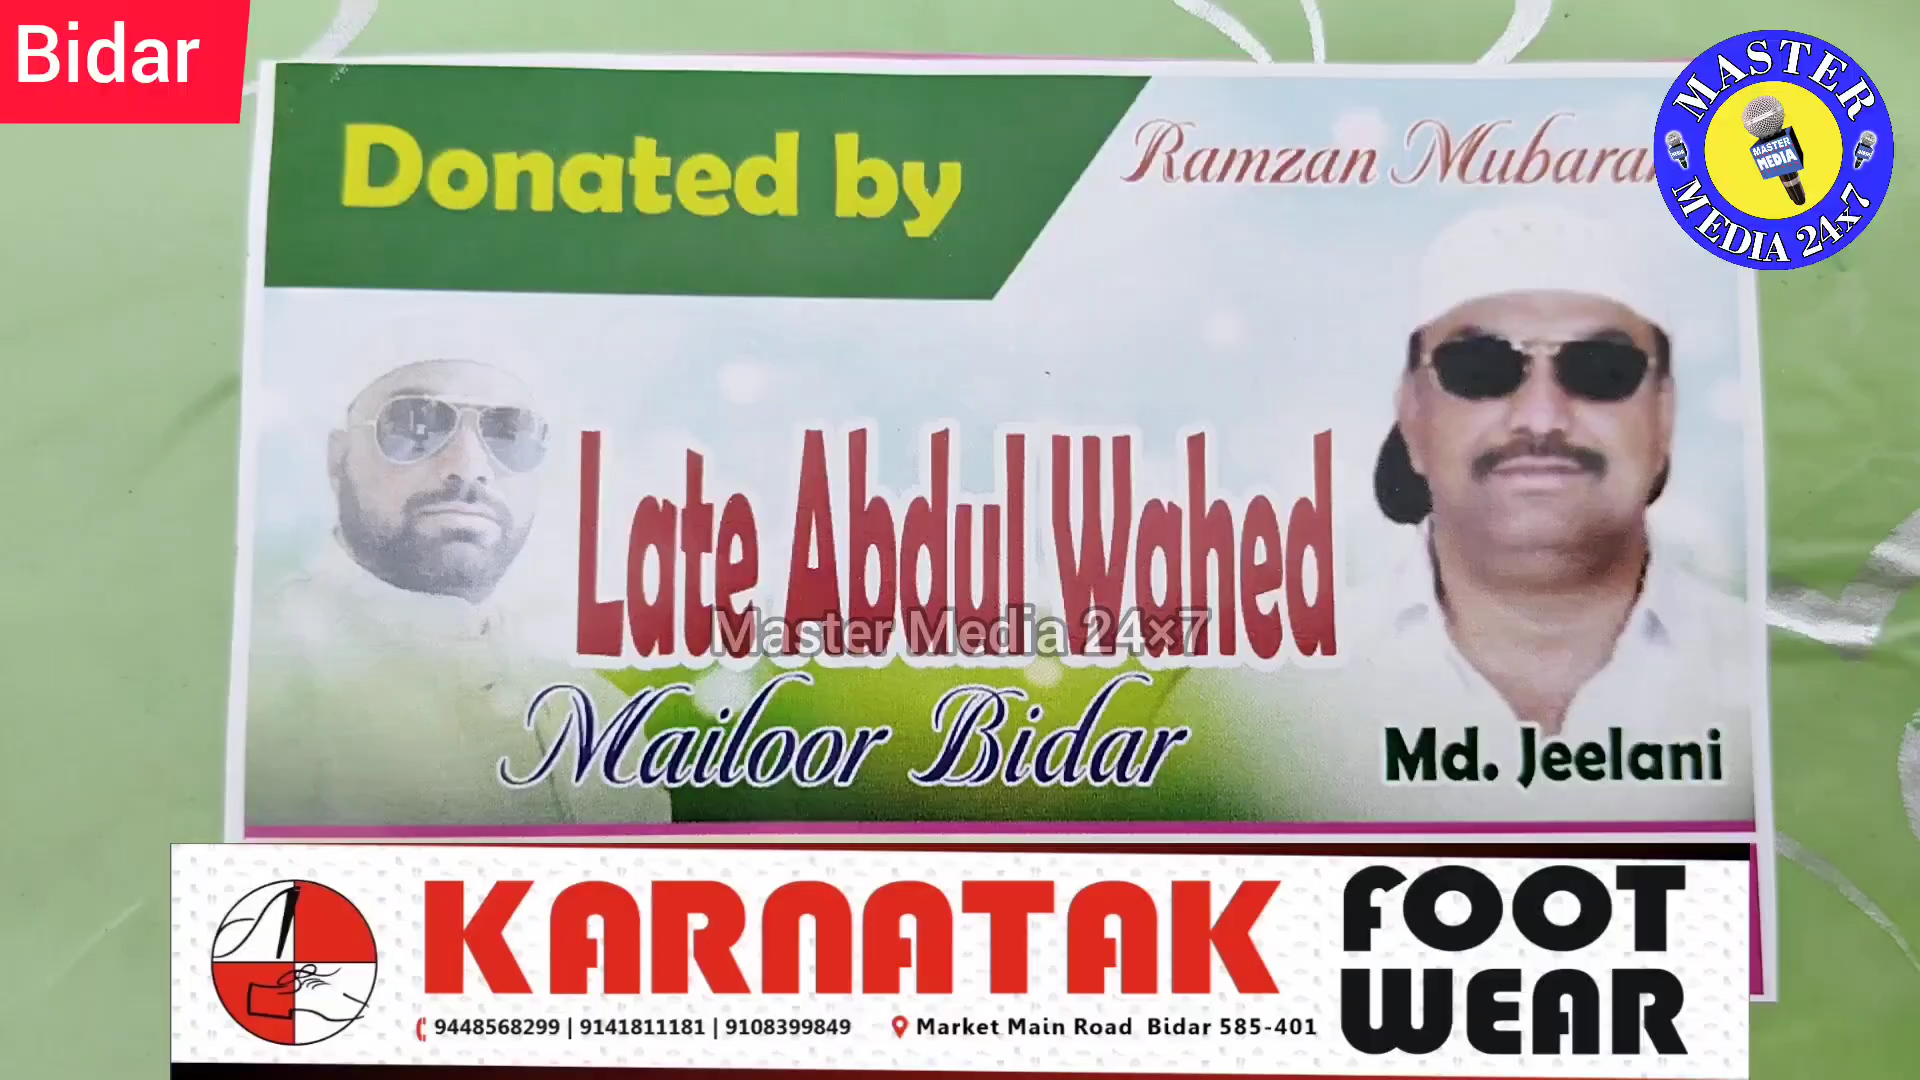 Bidar
Donated by
Ramzan Mubarak
MASTER
MEDIA 24x7
MASTER
MEDIA
Late Abdul Wahed
Master Media 24×7
Mailoor Bidar
Md. Jeelani
KARNATAK
FOOT
WEAR
9448568299 | 9141811181 | 9108399849
Market Main Road Bidar 585-401